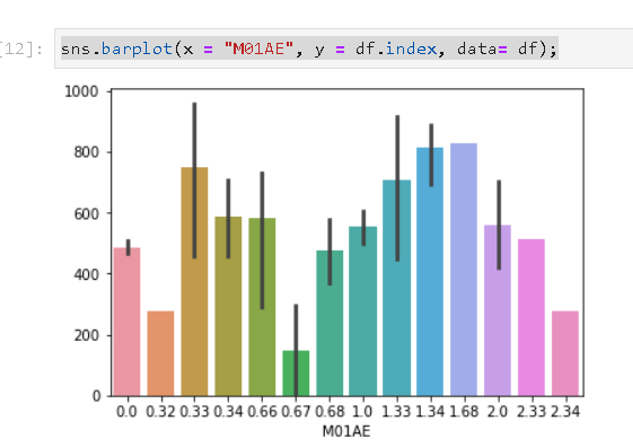 [12]: sns.barplot(x = "M01AE", y = df.index, data= df);
1000
800
600
400
200
0
0.0 0.32 0.33 0.34 0.66 0.67 0.68 1.0 1.33 1.34 1.68 2.0 2.33 2.34
M01AE